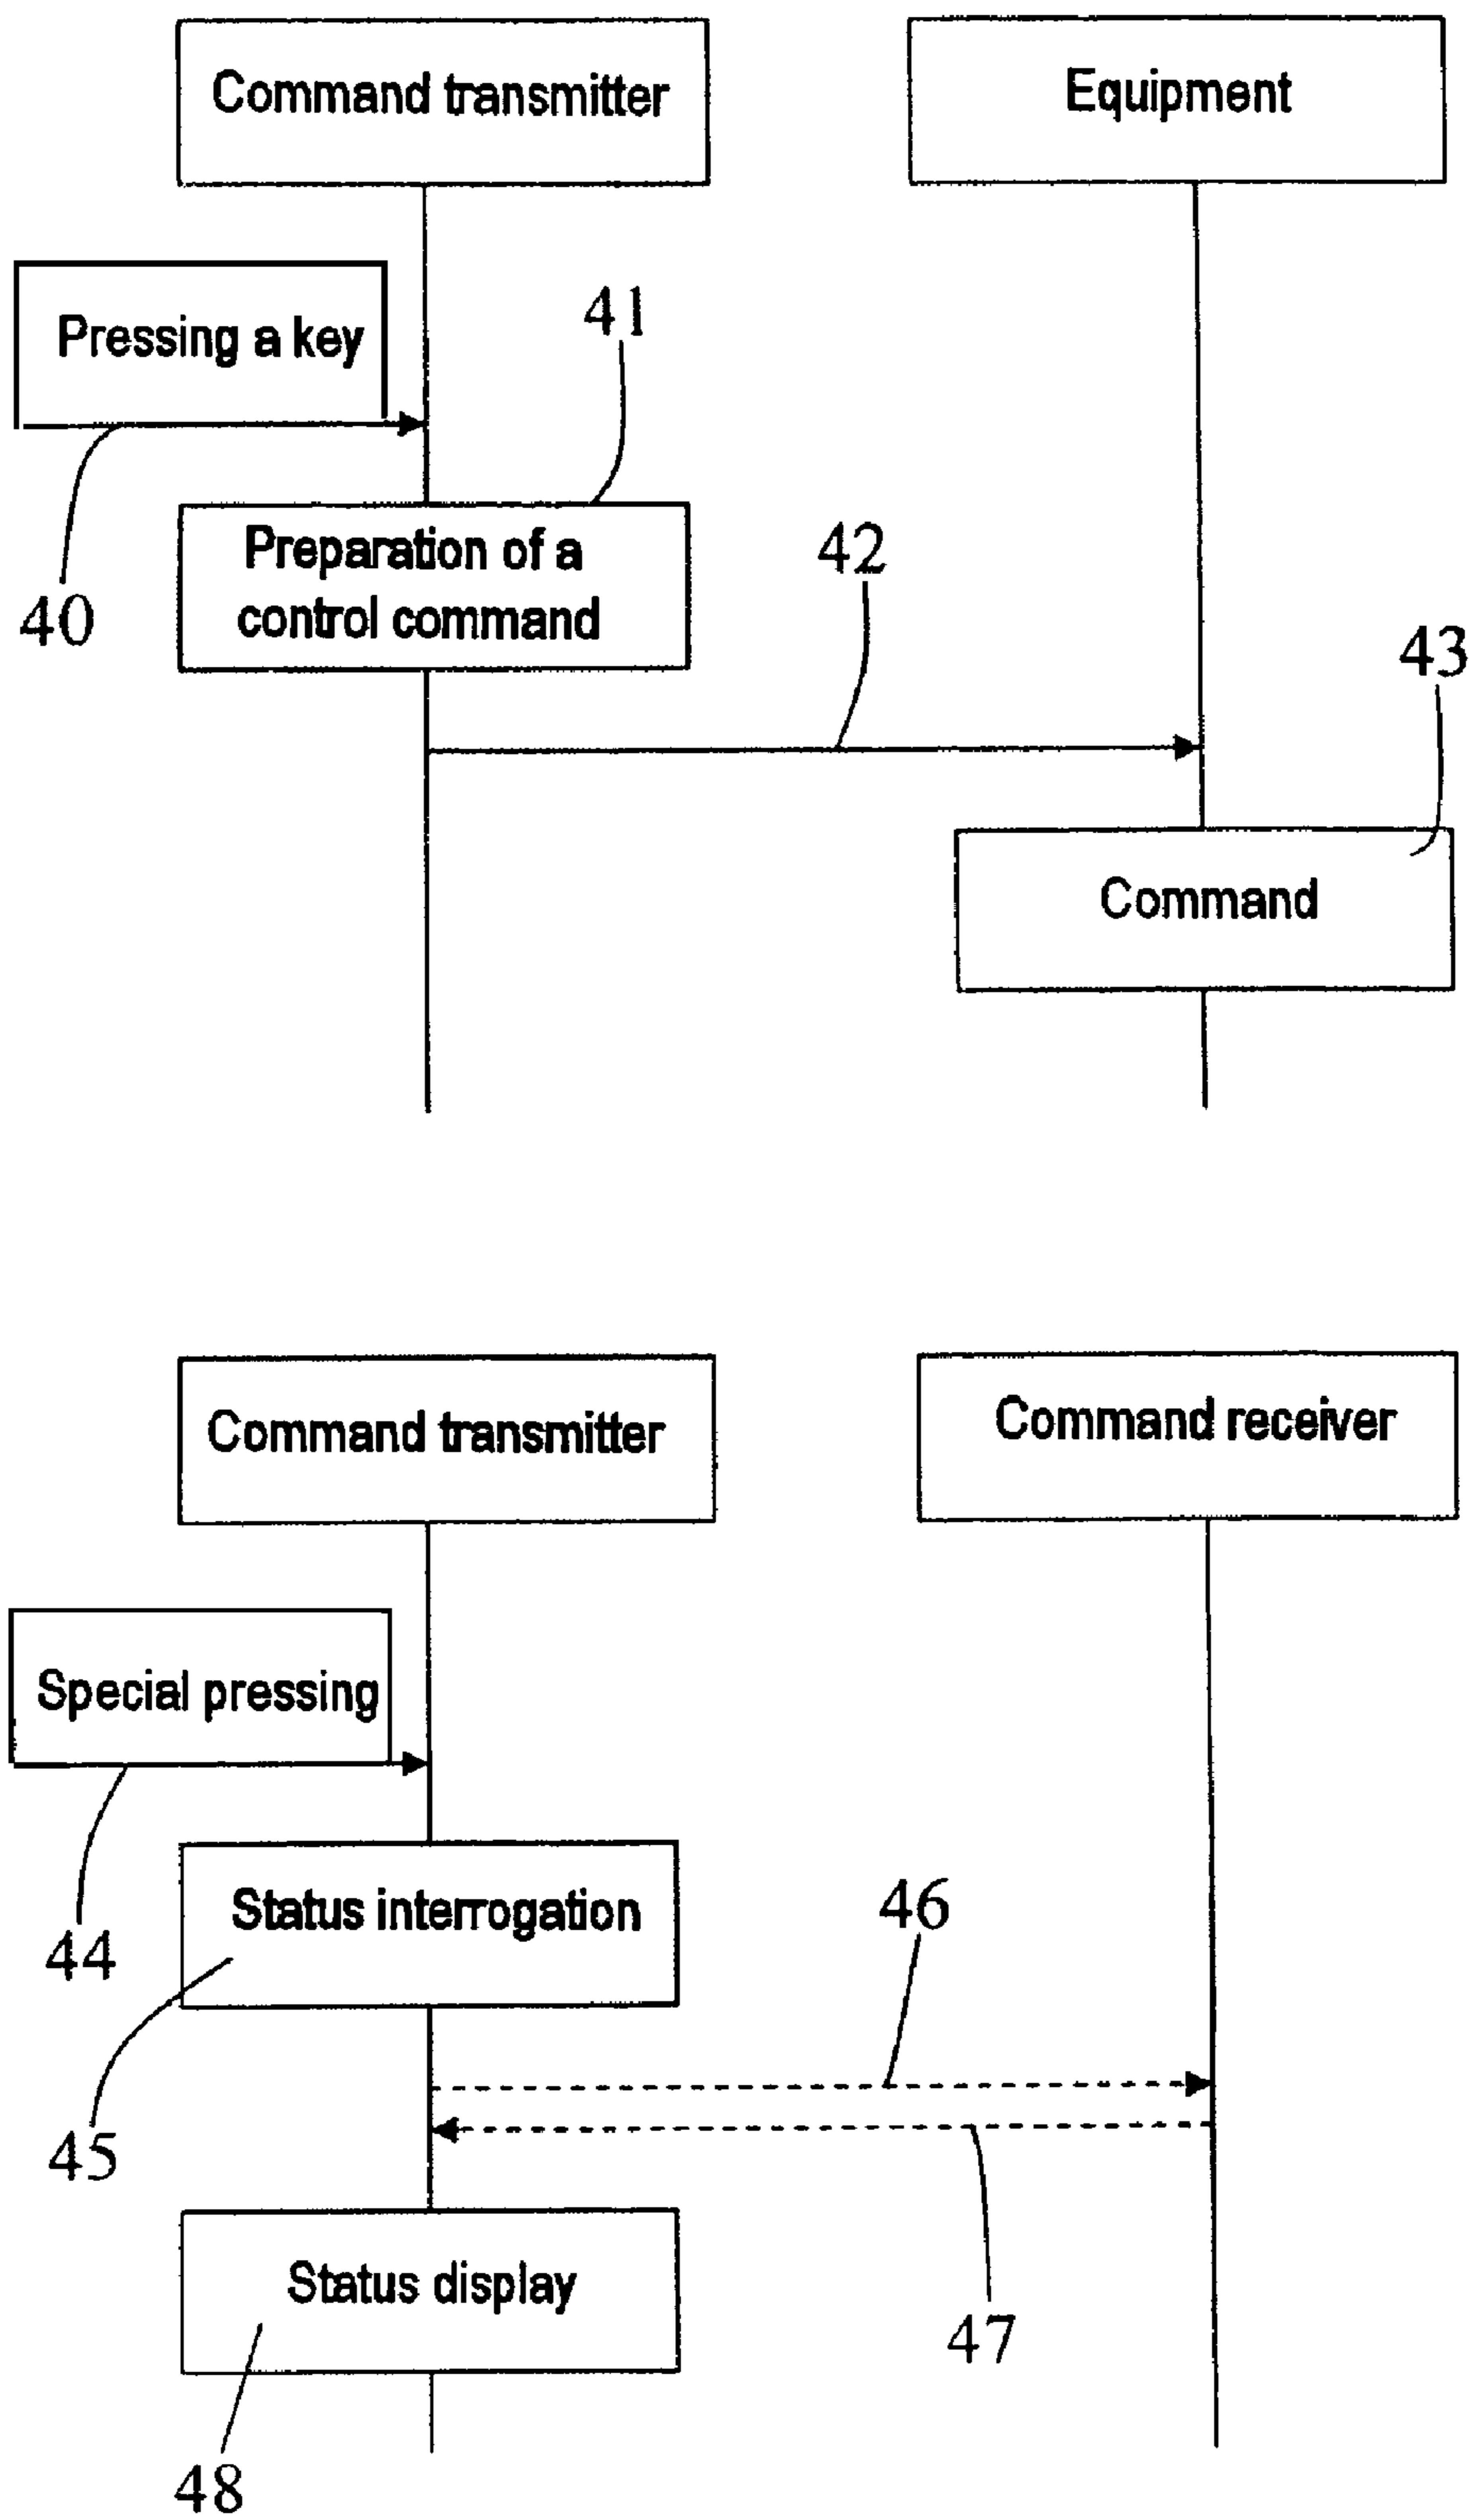 Command transmitter
Equipment
Pressing a key
41
Preparation of a
control command
40
42
43
Command
Command transmitter
Command receiver
Special pressing
Status interrogation
44
46
45
Status display
47
48